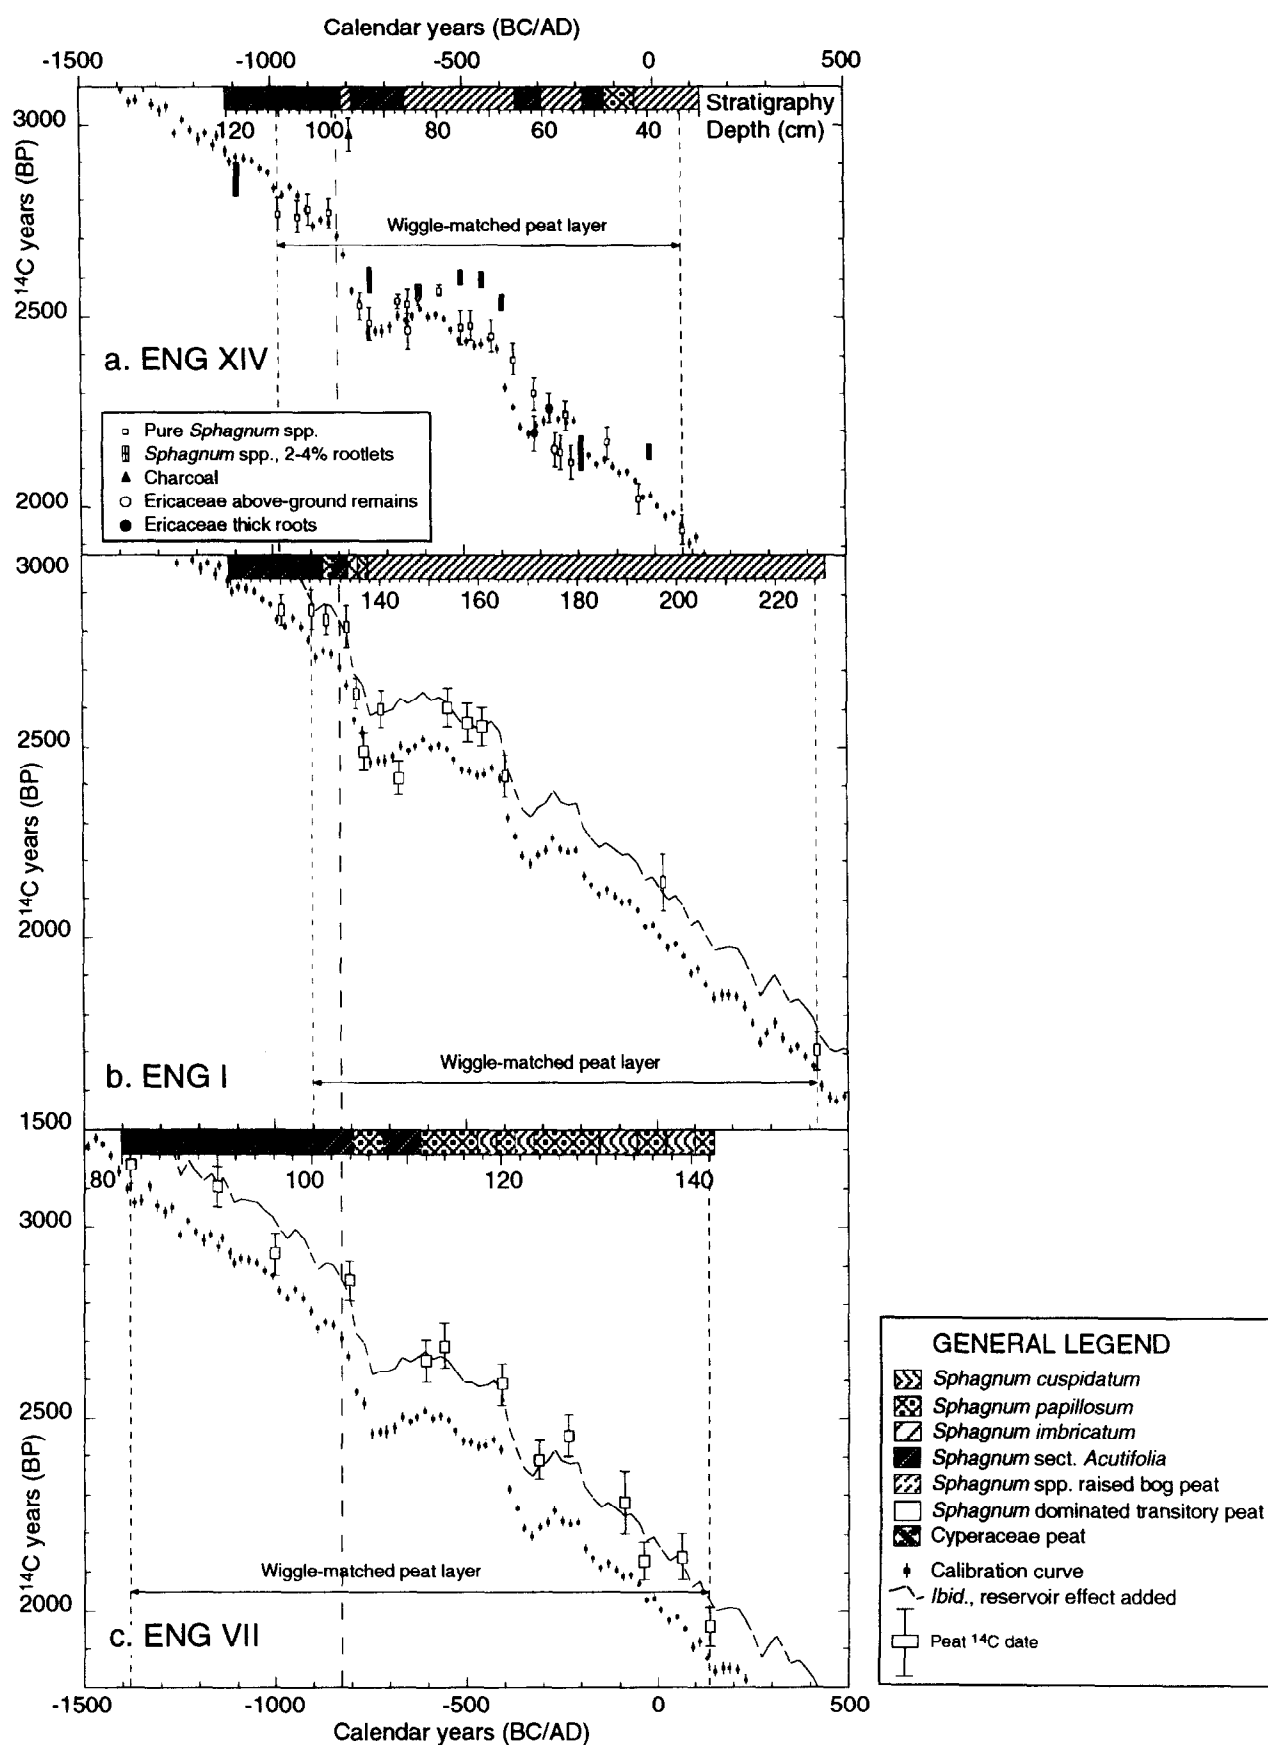 Calendar years (BC/AD)
-1500 -1000 -500 0 500
Stratigraphy
Depth (cm)
120 100 80 60 40
3000
2500
2000
14C years (BP)
Wiggle-matched peat layer
a. ENG XIV
Pure Sphagnum spp.
Sphagnum spp., 2-4% rootlets
Charcoal
Ericaceae above-ground remains
Ericaceae thick roots
3000
2500
2000
1500
14C years (BP)
140 160 180 200 220
Wiggle-matched peat layer
b. ENG I
80 100 120 140
3000
2500
2000
14C years (BP)
Wiggle-matched peat layer
c. ENG VII
-1500 -1000 -500 0 500
Calendar years (BC/AD)
GENERAL LEGEND
Sphagnum cuspidatum
Sphagnum papillosum
Sphagnum imbricatum
Sphagnum sect. Acutifolia
Sphagnum spp. raised bog peat
Sphagnum dominated transitory peat
Cyperaceae peat
Calibration curve
Ibid., reservoir effect added
Peat 14C date